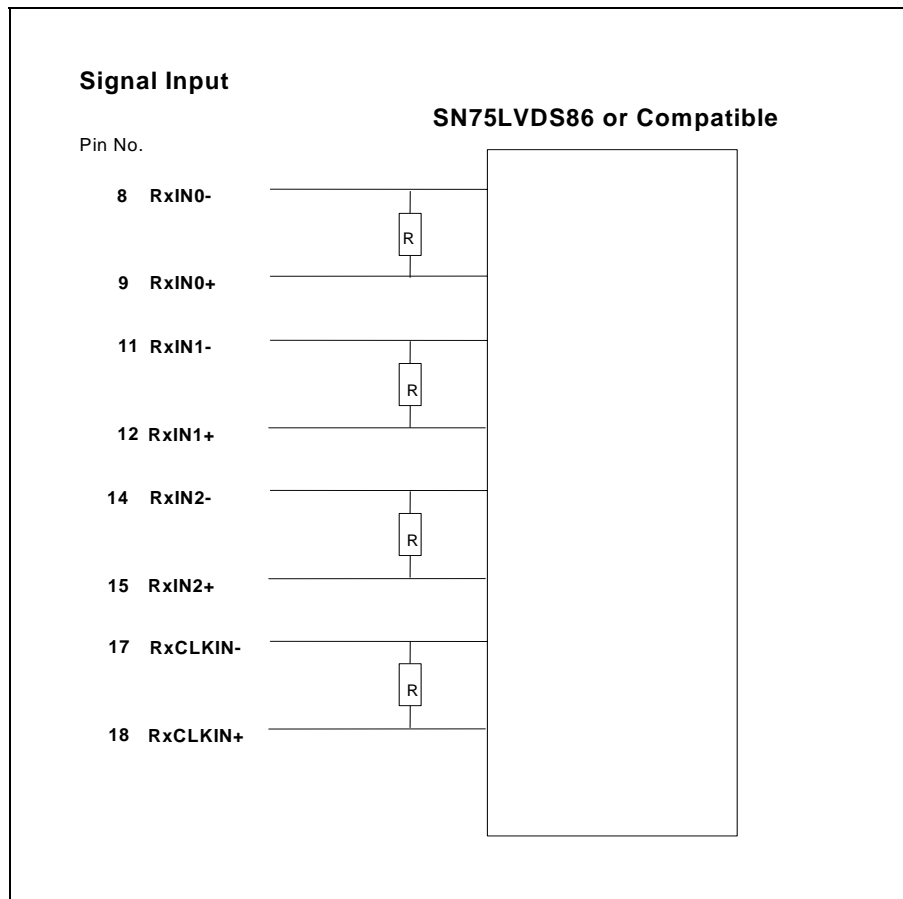 Signal Input
SN75LVDS86 or Compatible
Pin No.
8 RxIN0-
R
9 RxIN0+
11 RxIN1-
R
12 RxIN1+
14 RxIN2-
R
15 RxIN2+
17 RxCLKIN-
R
18 RxCLKIN+